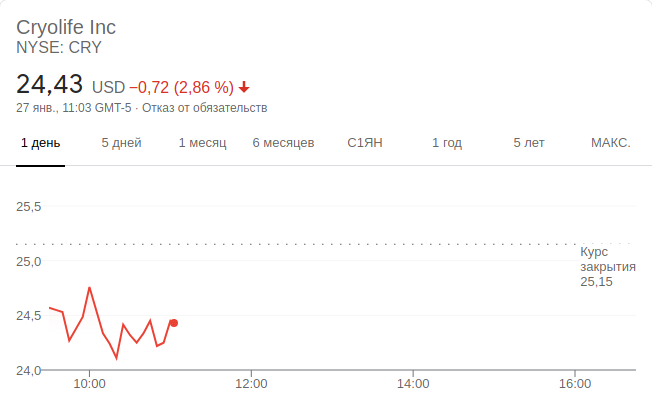 Cryolife Inc
NYSE: CRY
24,43 USD −0,72 (2,86 %)
27 янв., 11:03 GMT-5 · Отказ от обязательств
1 день 5 дней 1 месяц 6 месяцев С1ЯН 1 год 5 лет МАКС.
25,5
25,0
24,5
24,0
Курс
закрытия
25,15
10:00 12:00 14:00 16:00